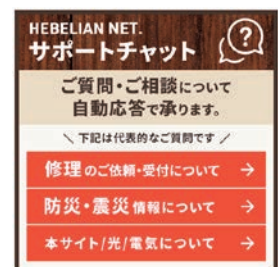 HEBELIAN NET.
サポートチャット
?
ご質問・ご相談について
自動応答で承ります。
＼ 下記は代表的なご質問です ／
修理のご依頼・受付について →
防災・震災情報について →
本サイト/光/電気について →